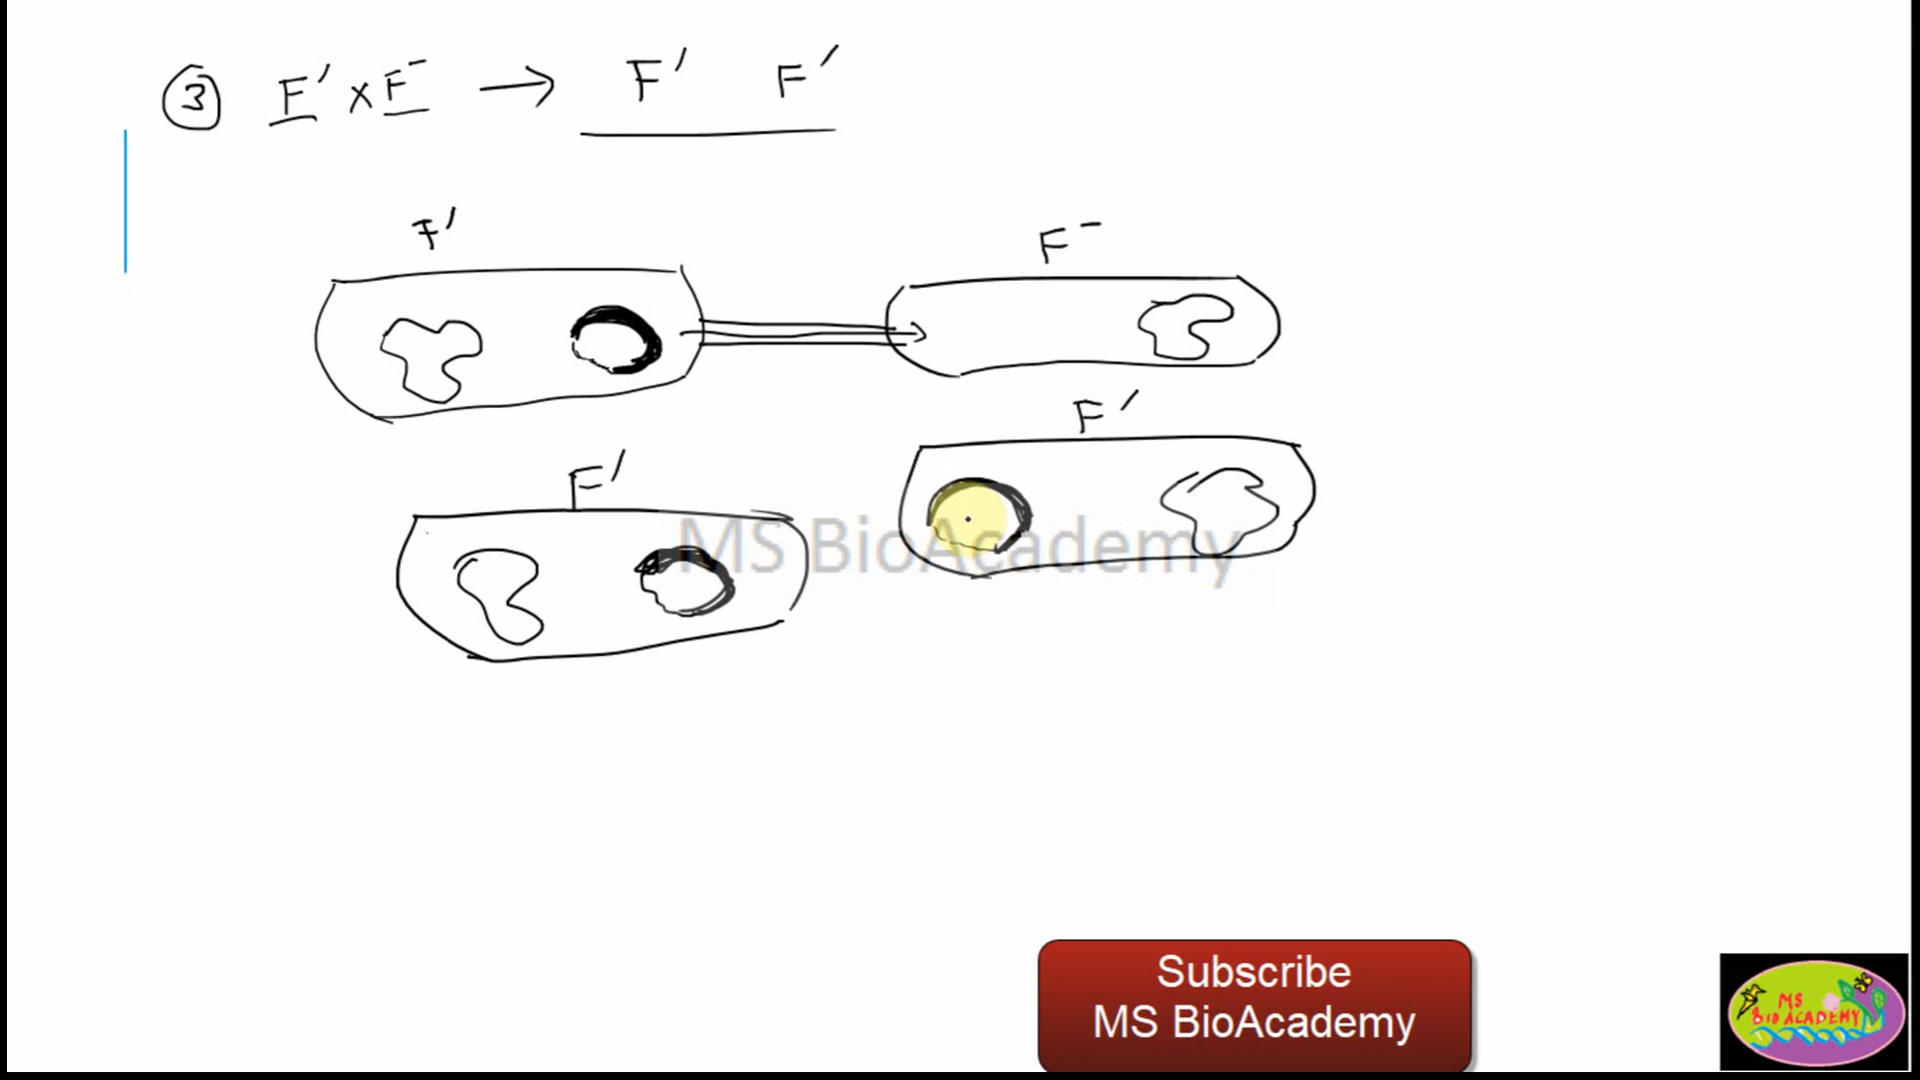 ③ F' x F⁻ → F' F'
F' F⁻
F'
F'
MS BioAcademy
Subscribe
MS BioAcademy
MS
BIO ACADEMY